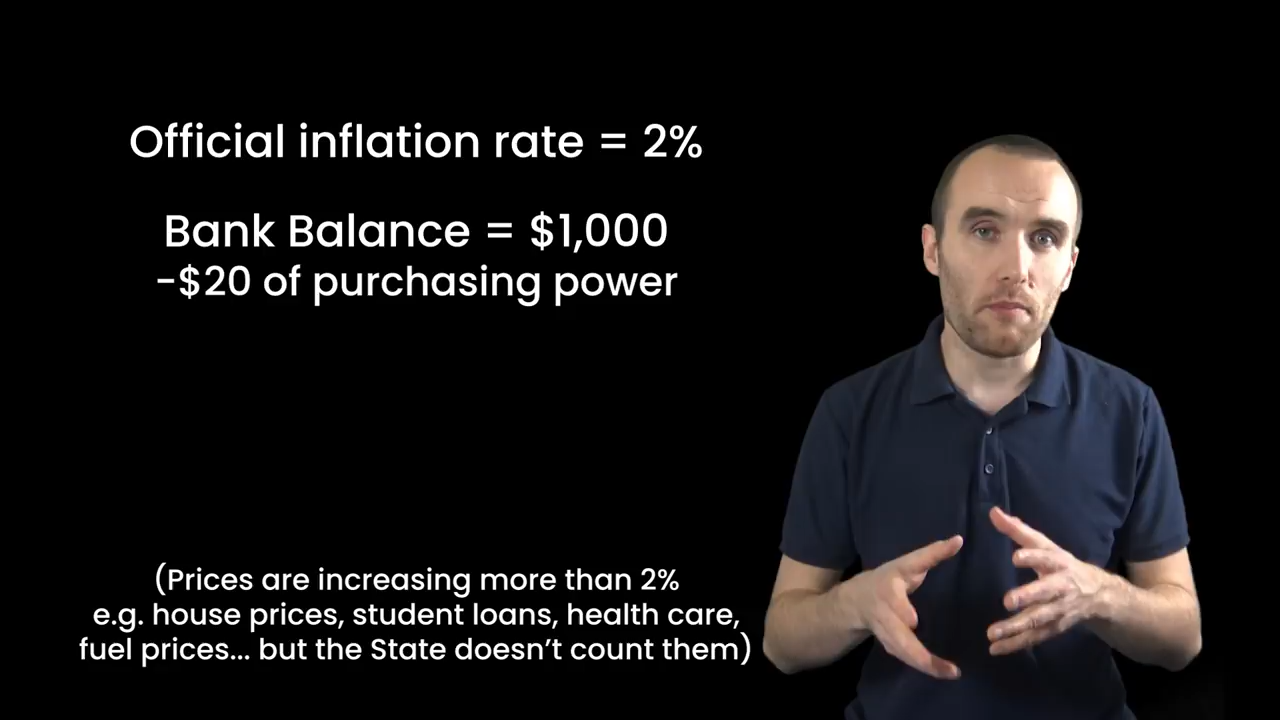 Official inflation rate = 2%
Bank Balance = $1,000
-$20 of purchasing power
(Prices are increasing more than 2%
e.g. house prices, student loans, health care,
fuel prices... but the State doesn't count them)